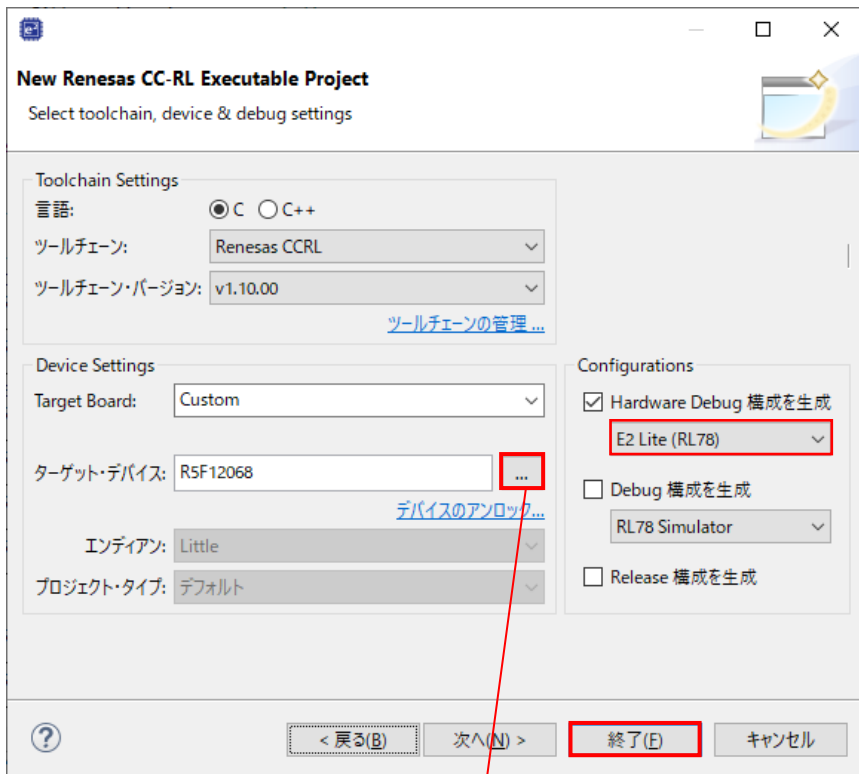 e²
New Renesas CC-RL Executable Project
Select toolchain, device & debug settings
Toolchain Settings
言語:
C
C++
ツールチェーン:
Renesas CCRL
ツールチェーン・バージョン:
v1.10.00
ツールチェーンの管理 ...
Device Settings
Target Board:
Custom
ターゲット・デバイス:
R5F12068
...
デバイスのアンロック...
エンディアン:
Little
プロジェクト・タイプ:
デフォルト
Configurations
Hardware Debug 構成を生成
E2 Lite (RL78)
Debug 構成を生成
RL78 Simulator
Release 構成を生成
?
< 戻る(B)
次へ(N) >
終了(F)
キャンセル